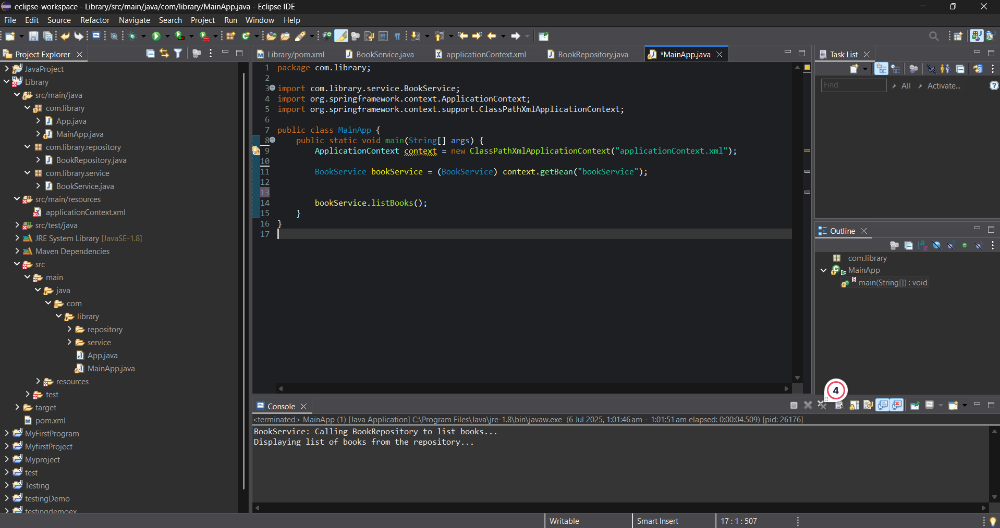 eclipse-workspace - Library/src/main/java/com/library/MainApp.java - Eclipse IDE
File Edit Source Refactor Navigate Search Project Run Window Help
Project Explorer
JavaProject
Library
src/main/java
com.library
App.java
MainApp.java
com.library.repository
BookRepository.java
com.library.service
BookService.java
src/main/resources
applicationContext.xml
src/test/java
JRE System Library [JavaSE-1.8]
Maven Dependencies
src
main
java
com
library
repository
service
App.java
MainApp.java
resources
test
target
pom.xml
MyFirstProgram
MyfirstProject
Myproject
test
Testing
testingDemo
testingdemoex
Library/pom.xml BookService.java applicationContext.xml BookRepository.java *MainApp.java
1 package com.library;
2
3 import com.library.service.BookService;
4 import org.springframework.context.ApplicationContext;
5 import org.springframework.context.support.ClassPathXmlApplicationContext;
6
7 public class MainApp {
8 public static void main(String[] args) {
9 ApplicationContext context = new ClassPathXmlApplicationContext("applicationContext.xml");
10
11 BookService bookService = (BookService) context.getBean("bookService");
12
13
14 bookService.listBooks();
15 }
16 }
17
Task List
Find All Activate...
Outline
com.library
MainApp
main(String[]) : void
4
Console
<terminated> MainApp (1) [Java Application] C:\Program Files\Java\jre-1.8\bin\javaw.exe (6 Jul 2025, 1:01:46 am – 1:01:51 am elapsed: 0:00:04.509) [pid: 26176]
BookService: Calling BookRepository to list books...
Displaying list of books from the repository...
Writable Smart Insert 17 : 1 : 507